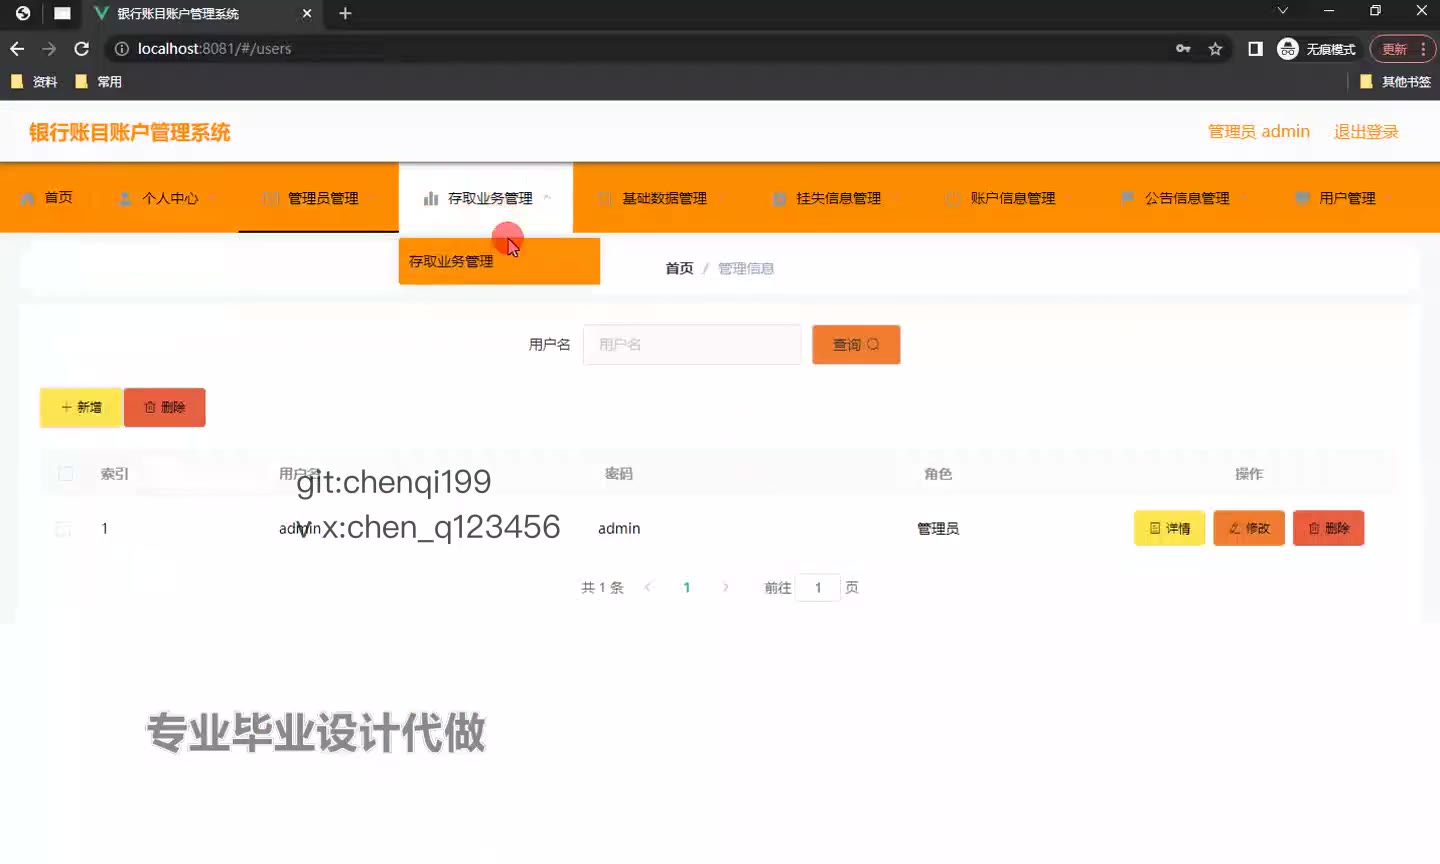 银行账目账户管理系统
localhost:8081/#/users
无痕模式
更新
资料
常用
其他书签
银行账目账户管理系统
管理员 admin
退出登录
首页
个人中心
管理员管理
存取业务管理
基础数据管理
挂失信息管理
账户信息管理
公告信息管理
用户管理
存取业务管理
首页 / 管理信息
用户名
用户名
查询
新增
删除
索引
用户名
密码
角色
操作
git:chenqi199
1
admin
v x:chen_q123456
admin
管理员
详情
修改
删除
共 1 条
1
前往 1 页
专业毕业设计代做